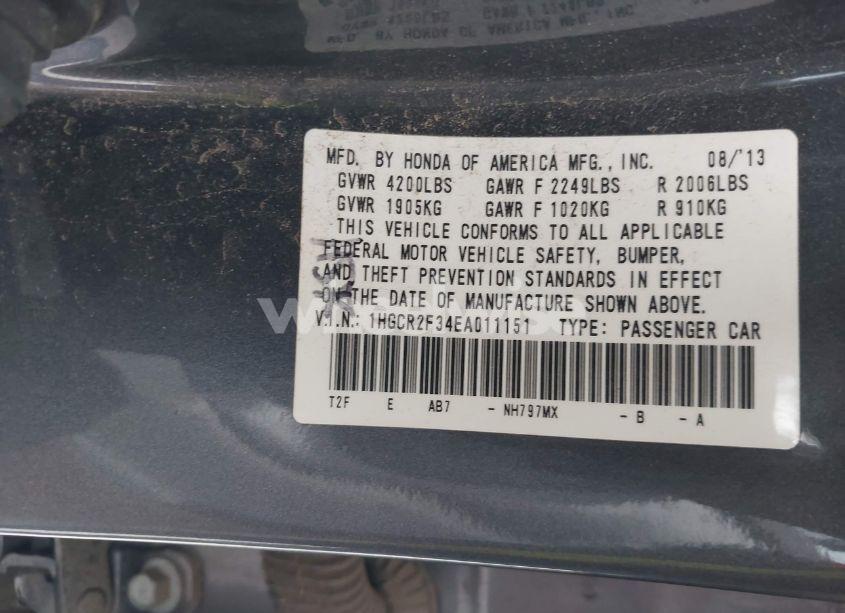 MFD. BY HONDA OF AMERICA MFG., INC. 08/'13
GVWR 4200LBS GAWR F 2249LBS R 2006LBS
GVWR 1905KG GAWR F 1020KG R 910KG
THIS VEHICLE CONFORMS TO ALL APPLICABLE
FEDERAL MOTOR VEHICLE SAFETY, BUMPER,
AND THEFT PREVENTION STANDARDS IN EFFECT
ON THE DATE OF MANUFACTURE SHOWN ABOVE.
V.I.N.: 1HGCR2F34EA011151 TYPE: PASSENGER CAR
T2F E AB7 - NH797MX - B - A